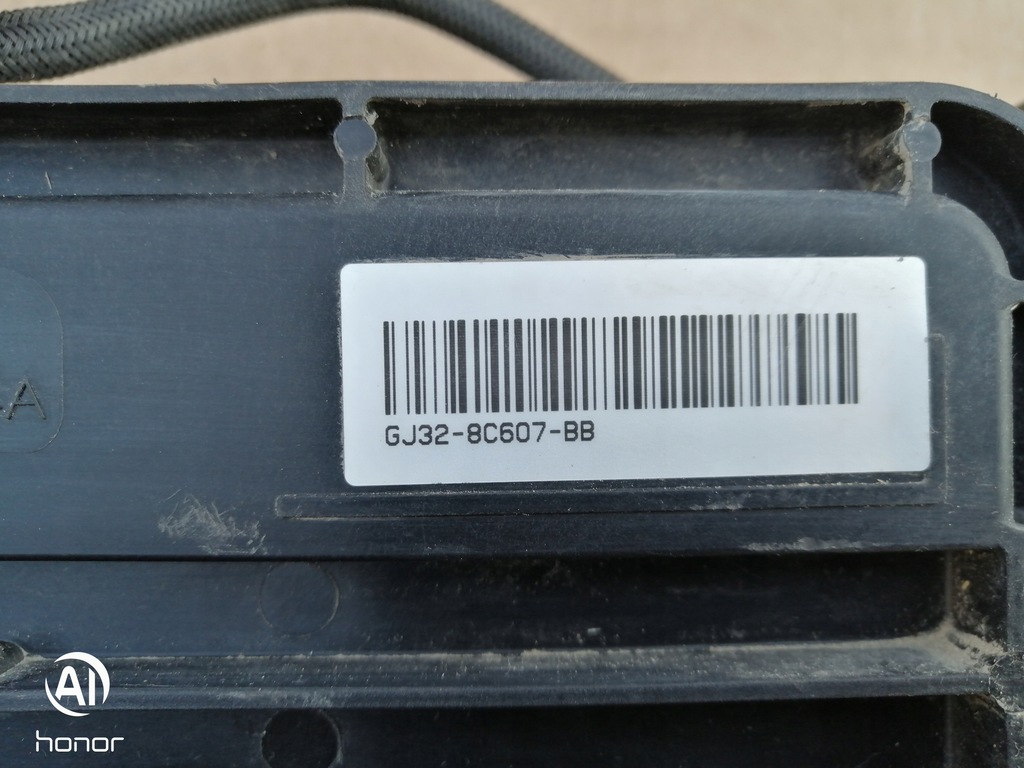 GJ32-8C607-BB
A
AI
honor